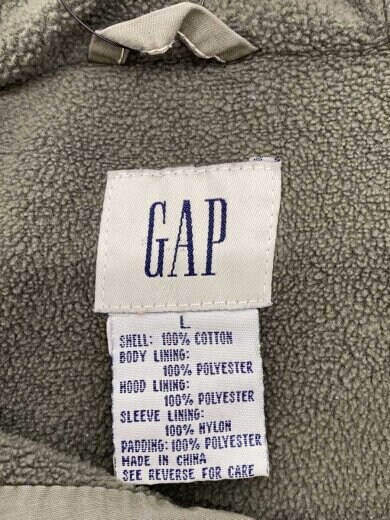 GAP
L
SHELL: 100% COTTON
BODY LINING:
100% POLYESTER
HOOD LINING:
100% POLYESTER
SLEEVE LINING:
100% NYLON
PADDING: 100% POLYESTER
MADE IN CHINA
SEE REVERSE FOR CARE